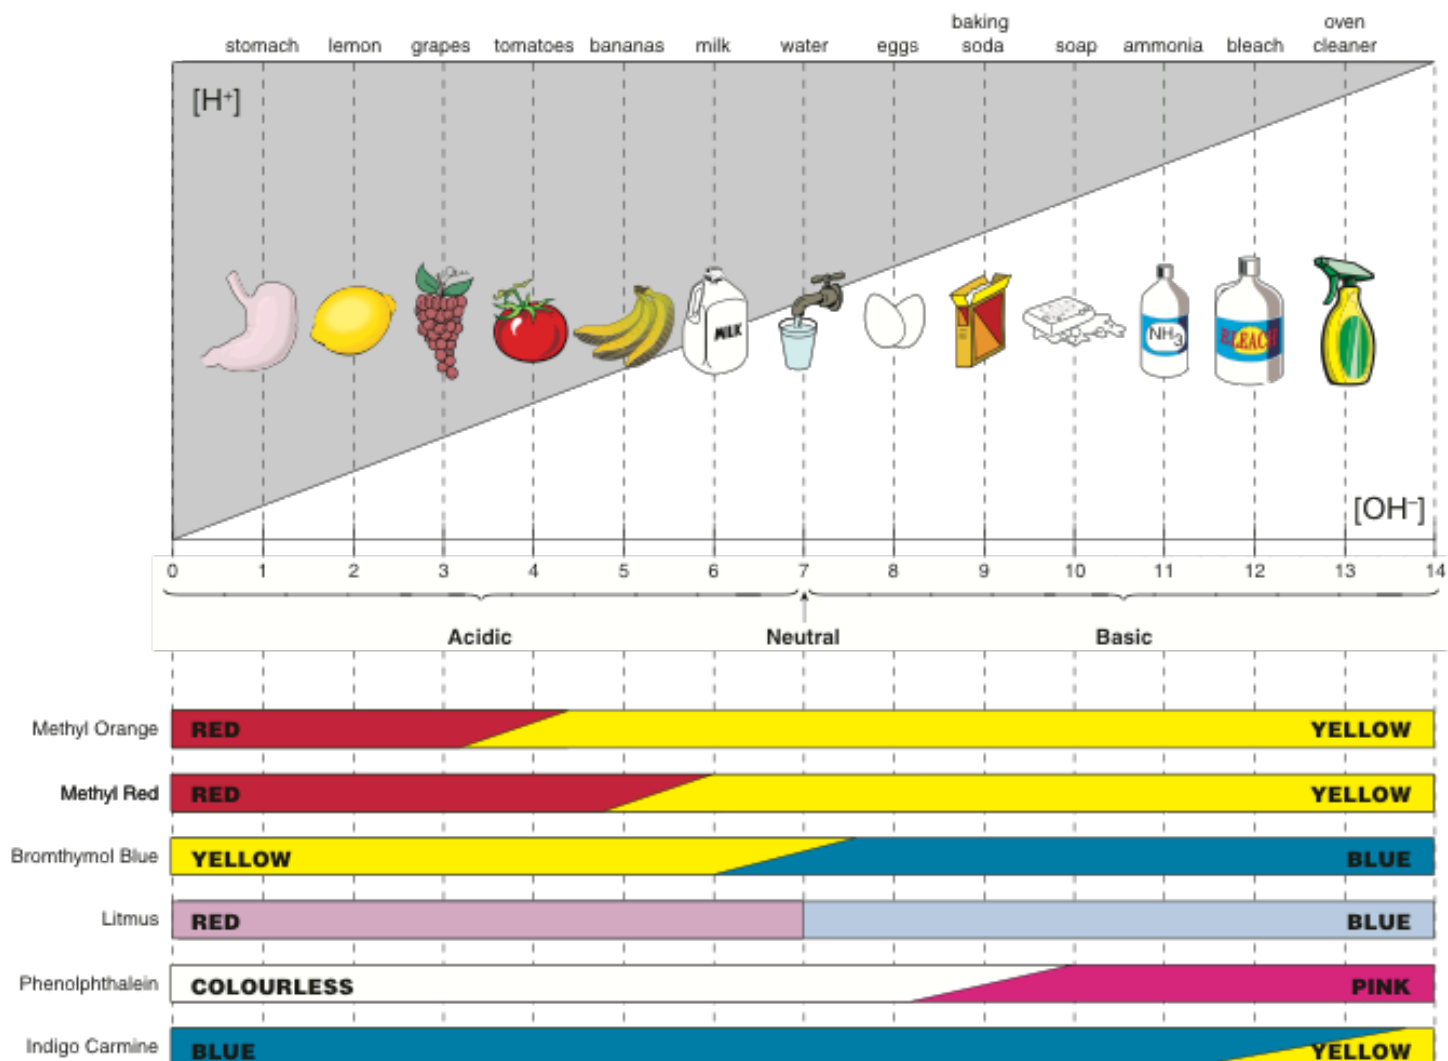 stomach lemon grapes tomatoes bananas milk water eggs baking soda soap ammonia bleach oven cleaner
[H⁺]
MILK
NH₃
BLEACH
[OH⁻]
0 1 2 3 4 5 6 7 8 9 10 11 12 13 14
Acidic Neutral Basic
Methyl Orange RED YELLOW
Methyl Red RED YELLOW
Bromthymol Blue YELLOW BLUE
Litmus RED BLUE
Phenolphthalein COLOURLESS PINK
Indigo Carmine BLUE YELLOW